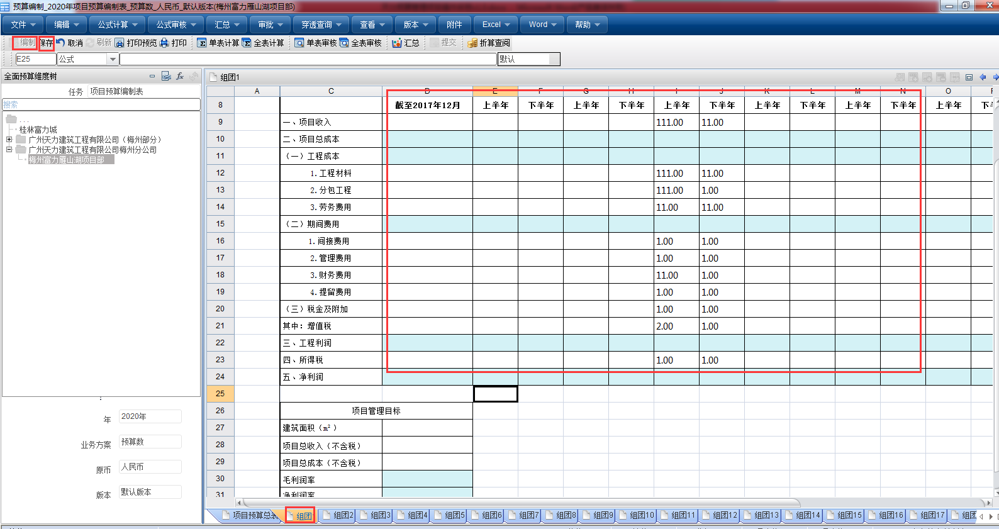 预算编制_2020年项目预算编制表_预算数_人民币_默认版本(梅州富力雁山湖项目部)
文件 编辑 公式计算 公式审核 汇总 审批 穿透查询 查看 版本 附件 Excel Word 帮助
编制 保存 取消 刷新 打印预览 打印 单表计算 全表计算 单表审核 全表审核 汇总 提交 折算查阅
E25 公式 默认
全面预算维度树
任务 项目预算编制表
搜索
...
桂林富力城
广州天力建筑工程有限公司（梅州部分）
广州天力建筑工程有限公司梅州分公司
梅州富力雁山湖项目部
年 2020年
业务方案 预算数
原币 人民币
版本 默认版本
组团1
A C D E F G H I J K L M N O
8 截至2017年12月 上半年 下半年 上半年 下半年 上半年 下半年 上半年 下半年 上半年 下半年 上半年 下半
9 一、项目收入 111.00 11.00
10 二、项目总成本
11 （一）工程成本
12 1.工程材料 111.00 11.00
13 2.分包工程 111.00 1.00
14 3.劳务费用 11.00 11.00
15 （二）期间费用
16 1.间接费用 1.00 1.00
17 2.管理费用 1.00 1.00
18 3.财务费用 11.00 1.00
19 4.提留费用 1.00 1.00
20 （三）税金及附加 1.00 1.00
21 其中：增值税 2.00 1.00
22 三、工程利润
23 四、所得税 1.00 1.00
24 五、净利润
25
26 项目管理目标
27 建筑面积（m²）
28 项目总收入（不含税）
29 项目总成本（不含税）
30 毛利润率
31 净利润率
项目预算总表 组团 组团2 组团3 组团4 组团5 组团6 组团7 组团8 组团9 组团10 组团11 组团12 组团13 组团14 组团15 组团16 组团17 组团